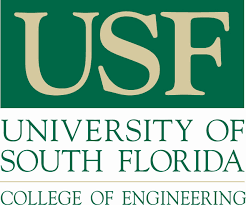 USF
UNIVERSITY OF
SOUTH FLORIDA
COLLEGE OF ENGINEERING